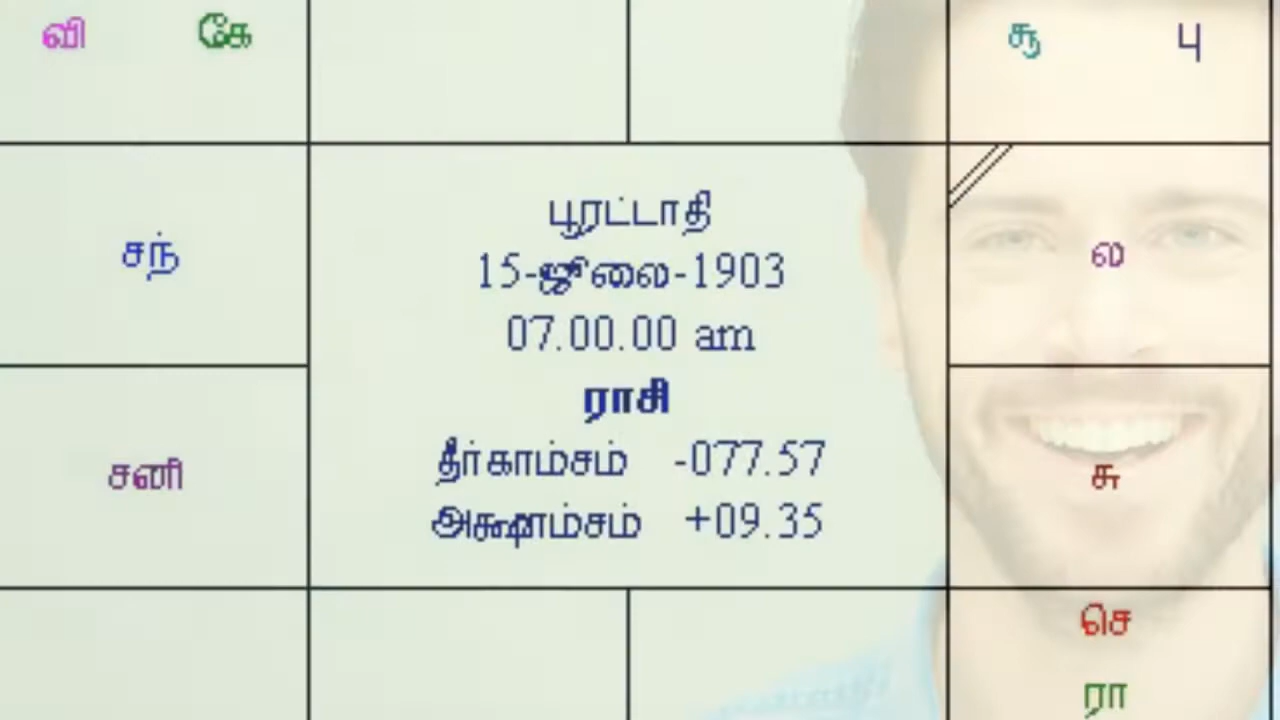 வி கே சூ பு
சந் பூரட்டாதி
15-ஜூலை-1903 ல
07.00.00 am
ராசி
சனி தீர்காம்சம் -077.57 சு
அக்ஷாம்சம் +09.35
செ
ரா